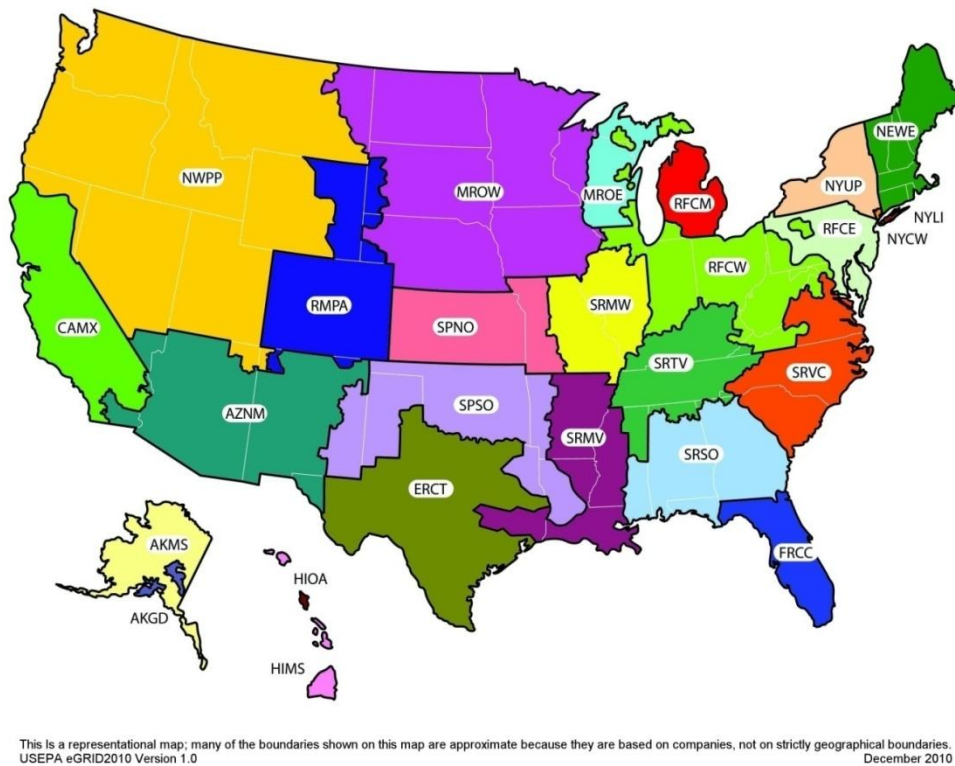 NWPP
MROW
MROE
RFCM
NEWE
NYUP
NYLI
NYCW
RFCE
RFCW
SRMW
RMPA
SPNO
CAMX
SRTV
SRVC
AZNM
SPSO
SRMV
SRSO
ERCT
AKMS
HIOA
FRCC
AKGD
HIMS
This Is a representational map; many of the boundaries shown on this map are approximate because they are based on companies, not on strictly geographical boundaries.
USEPA eGRID2010 Version 1.0
December 2010